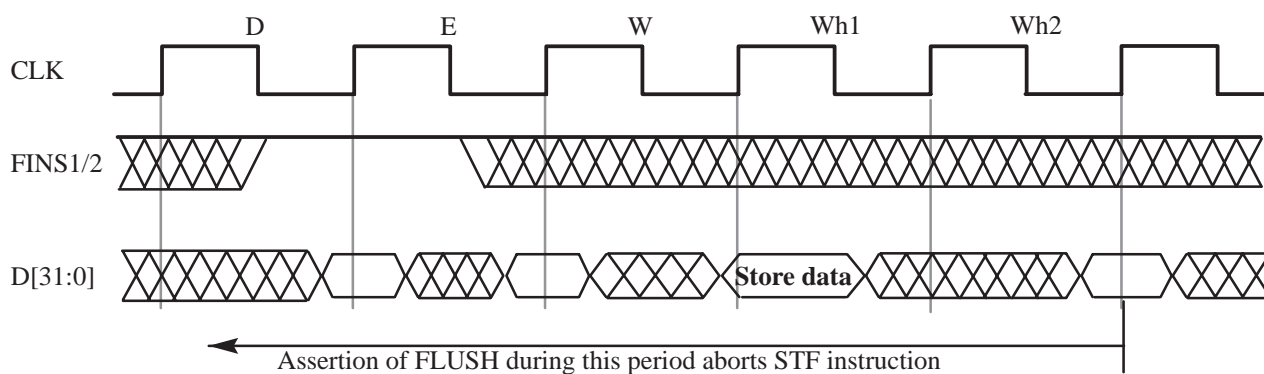 D E W Wh1 Wh2
CLK
FINS1/2
D[31:0]
Store data
Assertion of FLUSH during this period aborts STF instruction